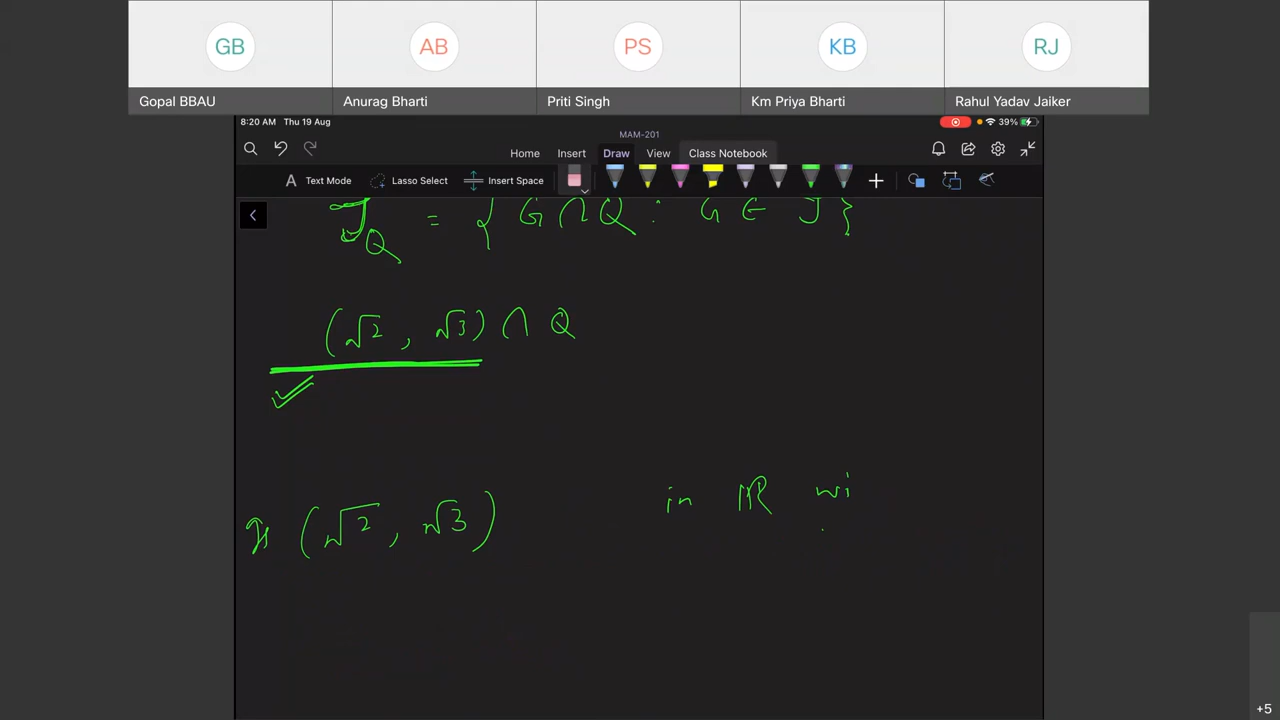 GB AB PS KB RJ
Gopal BBAU Anurag Bharti Priti Singh Km Priya Bharti Rahul Yadav Jaiker
8:20 AM Thu 19 Aug 39%
MAM-201
Home Insert Draw View Class Notebook
Text Mode Lasso Select Insert Space
J_Q = { G ∩ Q : G ∈ J }
(√2, √3) ∩ Q
in ℝ wi
Is (√2, √3)
+5